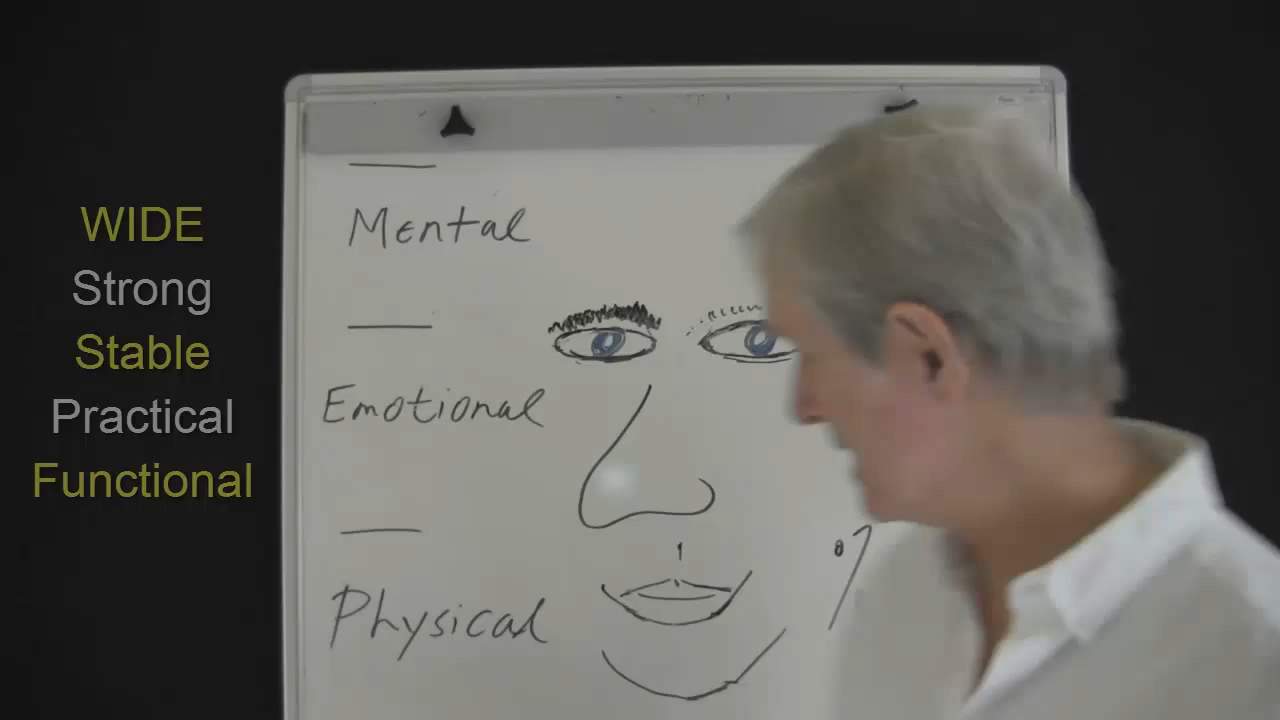 WIDE
Strong
Stable
Practical
Functional
Mental
Emotional
Physical